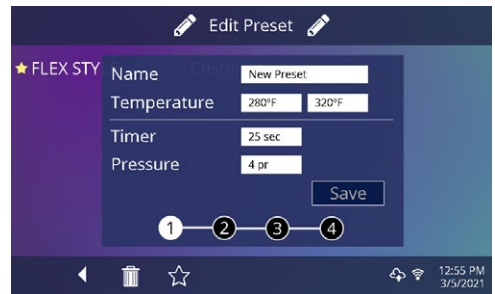 Edit Preset
FLEX STY
Custo
Name New Preset
Temperature 280°F 320°F
Timer 25 sec
Pressure 4 pr
Save
1 2 3 4
12:55 PM
3/5/2021